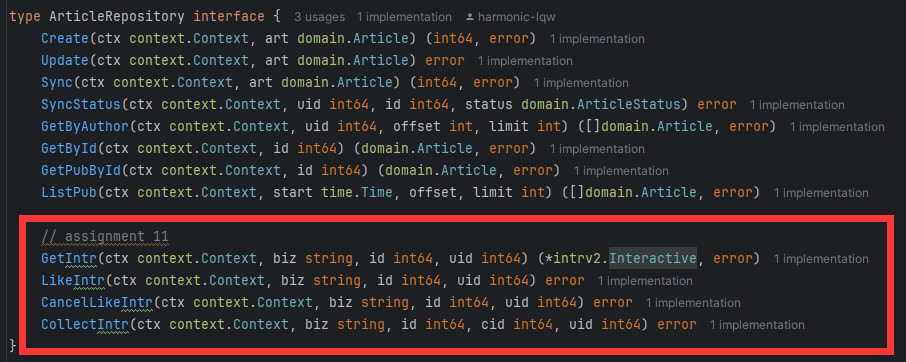 type ArticleRepository interface { 3 usages 1 implementation harmonic-lqw
Create(ctx context.Context, art domain.Article) (int64, error) 1 implementation
Update(ctx context.Context, art domain.Article) error 1 implementation
Sync(ctx context.Context, art domain.Article) (int64, error) 1 implementation
SyncStatus(ctx context.Context, uid int64, id int64, status domain.ArticleStatus) error 1 implementation
GetByAuthor(ctx context.Context, uid int64, offset int, limit int) ([]domain.Article, error) 1 implementation
GetById(ctx context.Context, id int64) (domain.Article, error) 1 implementation
GetPubById(ctx context.Context, id int64) (domain.Article, error) 1 implementation
ListPub(ctx context.Context, start time.Time, offset, limit int) ([]domain.Article, error) 1 implementation
// assignment 11
GetIntr(ctx context.Context, biz string, id int64, uid int64) (*intrv2.Interactive, error) 1 implementation
LikeIntr(ctx context.Context, biz string, id int64, uid int64) error 1 implementation
CancelLikeIntr(ctx context.Context, biz string, id int64, uid int64) error 1 implementation
CollectIntr(ctx context.Context, biz string, id int64, cid int64, uid int64) error 1 implementation
}